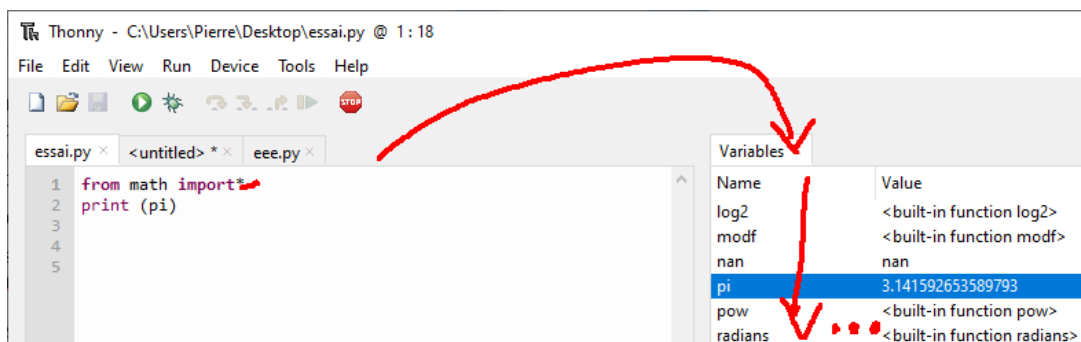 Thonny - C:\Users\Pierre\Desktop\essai.py @ 1:18
File Edit View Run Device Tools Help
STOP
essai.py × <untitled> * × eee.py ×
1 from math import*
2 print (pi)
3
4
5
Variables
Name Value
log2 <built-in function log2>
modf <built-in function modf>
nan nan
pi 3.141592653589793
pow <built-in function pow>
radians <built-in function radians>